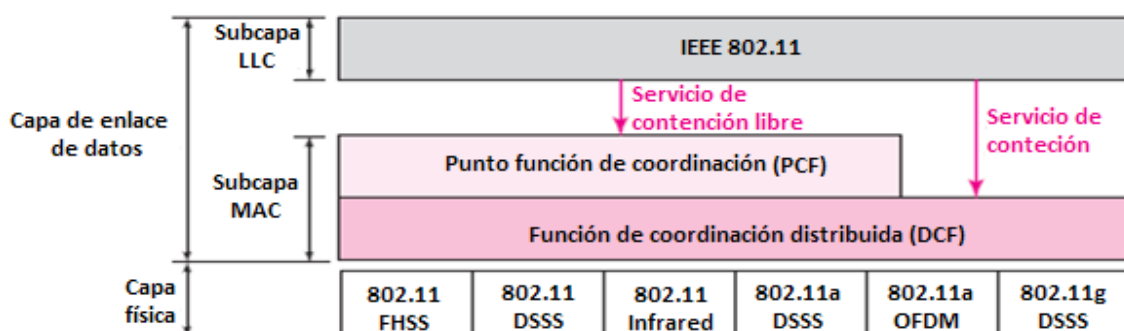 Subcapa
LLC
IEEE 802.11
Servicio de
contención libre
Servicio de
conteción
Capa de enlace
de datos
Punto función de coordinación (PCF)
Subcapa
MAC
Función de coordinación distribuida (DCF)
Capa
física
802.11
FHSS
802.11
DSSS
802.11
Infrared
802.11a
DSSS
802.11a
OFDM
802.11g
DSSS